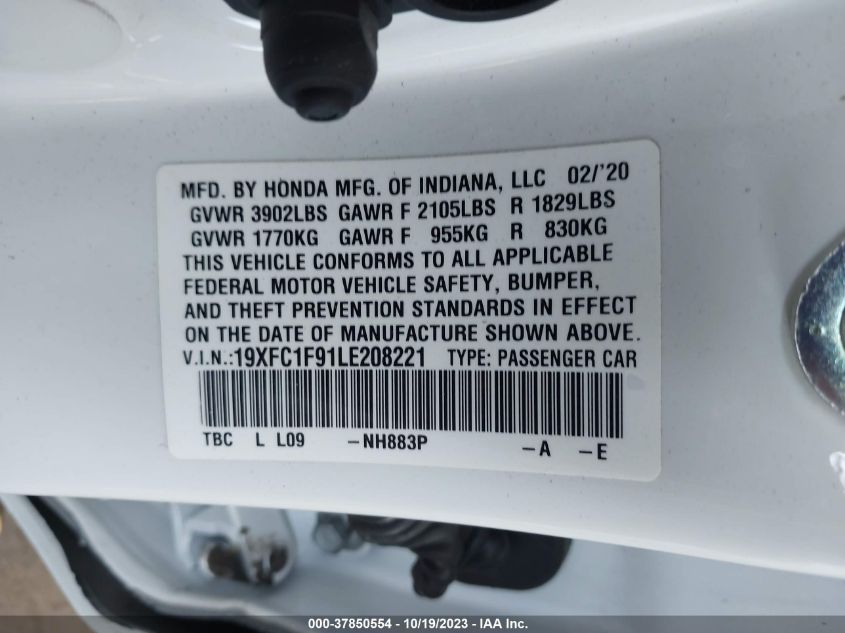 MFD. BY HONDA MFG. OF INDIANA, LLC 02/'20
GVWR 3902LBS GAWR F 2105LBS R 1829LBS
GVWR 1770KG GAWR F 955KG R 830KG
THIS VEHICLE CONFORMS TO ALL APPLICABLE
FEDERAL MOTOR VEHICLE SAFETY, BUMPER,
AND THEFT PREVENTION STANDARDS IN EFFECT
ON THE DATE OF MANUFACTURE SHOWN ABOVE.
V.I.N.:19XFC1F91LE208221 TYPE: PASSENGER CAR
TBC L L09 -NH883P -A -E
000-37850554 - 10/19/2023 - IAA Inc.